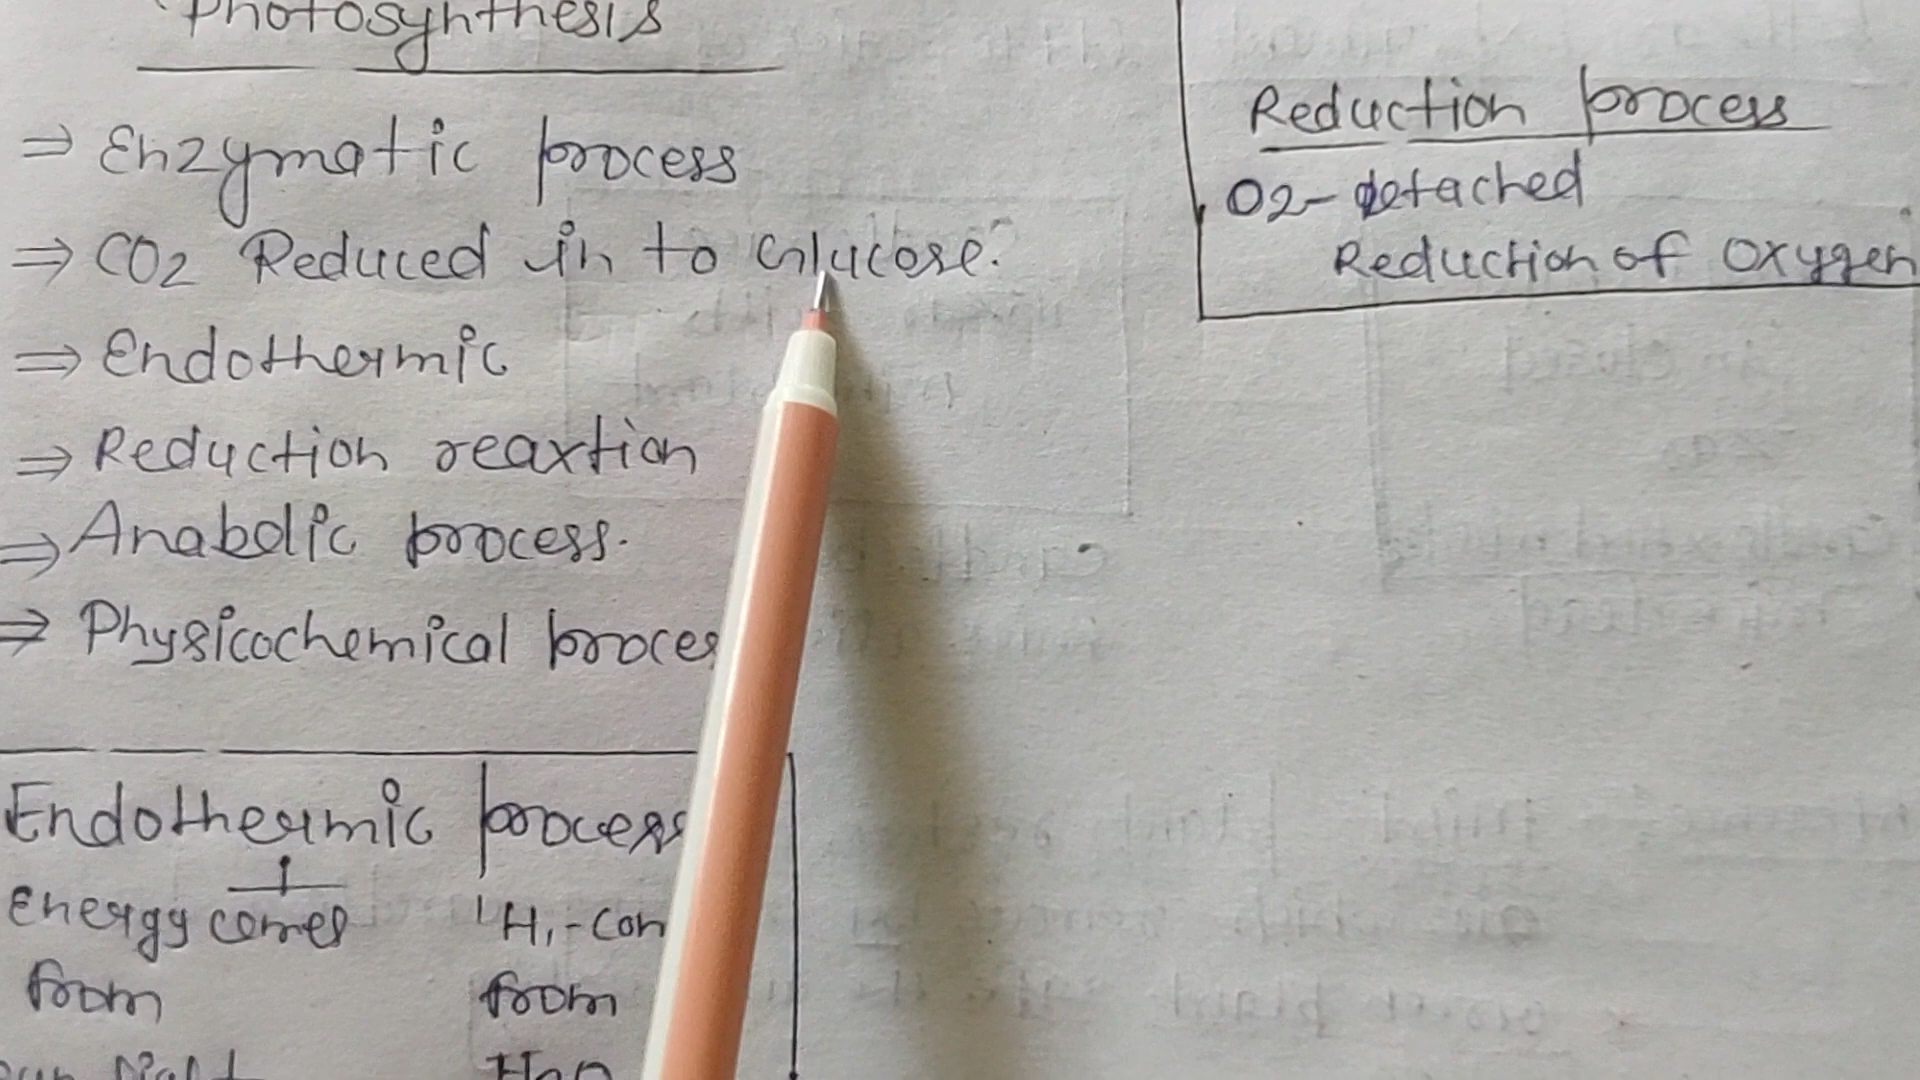 Photosynthesis
⇒ Enzymatic process
⇒ CO2 Reduced in to Glucose.
⇒ Endothermic
⇒ Reduction reaxtion
⇒ Anabolic process.
⇒ Physicochemical proces
Reduction process
O2- detached
Reduction of Oxygen
Endothermic process
Energy comes
from
H,-Com
from
H2O